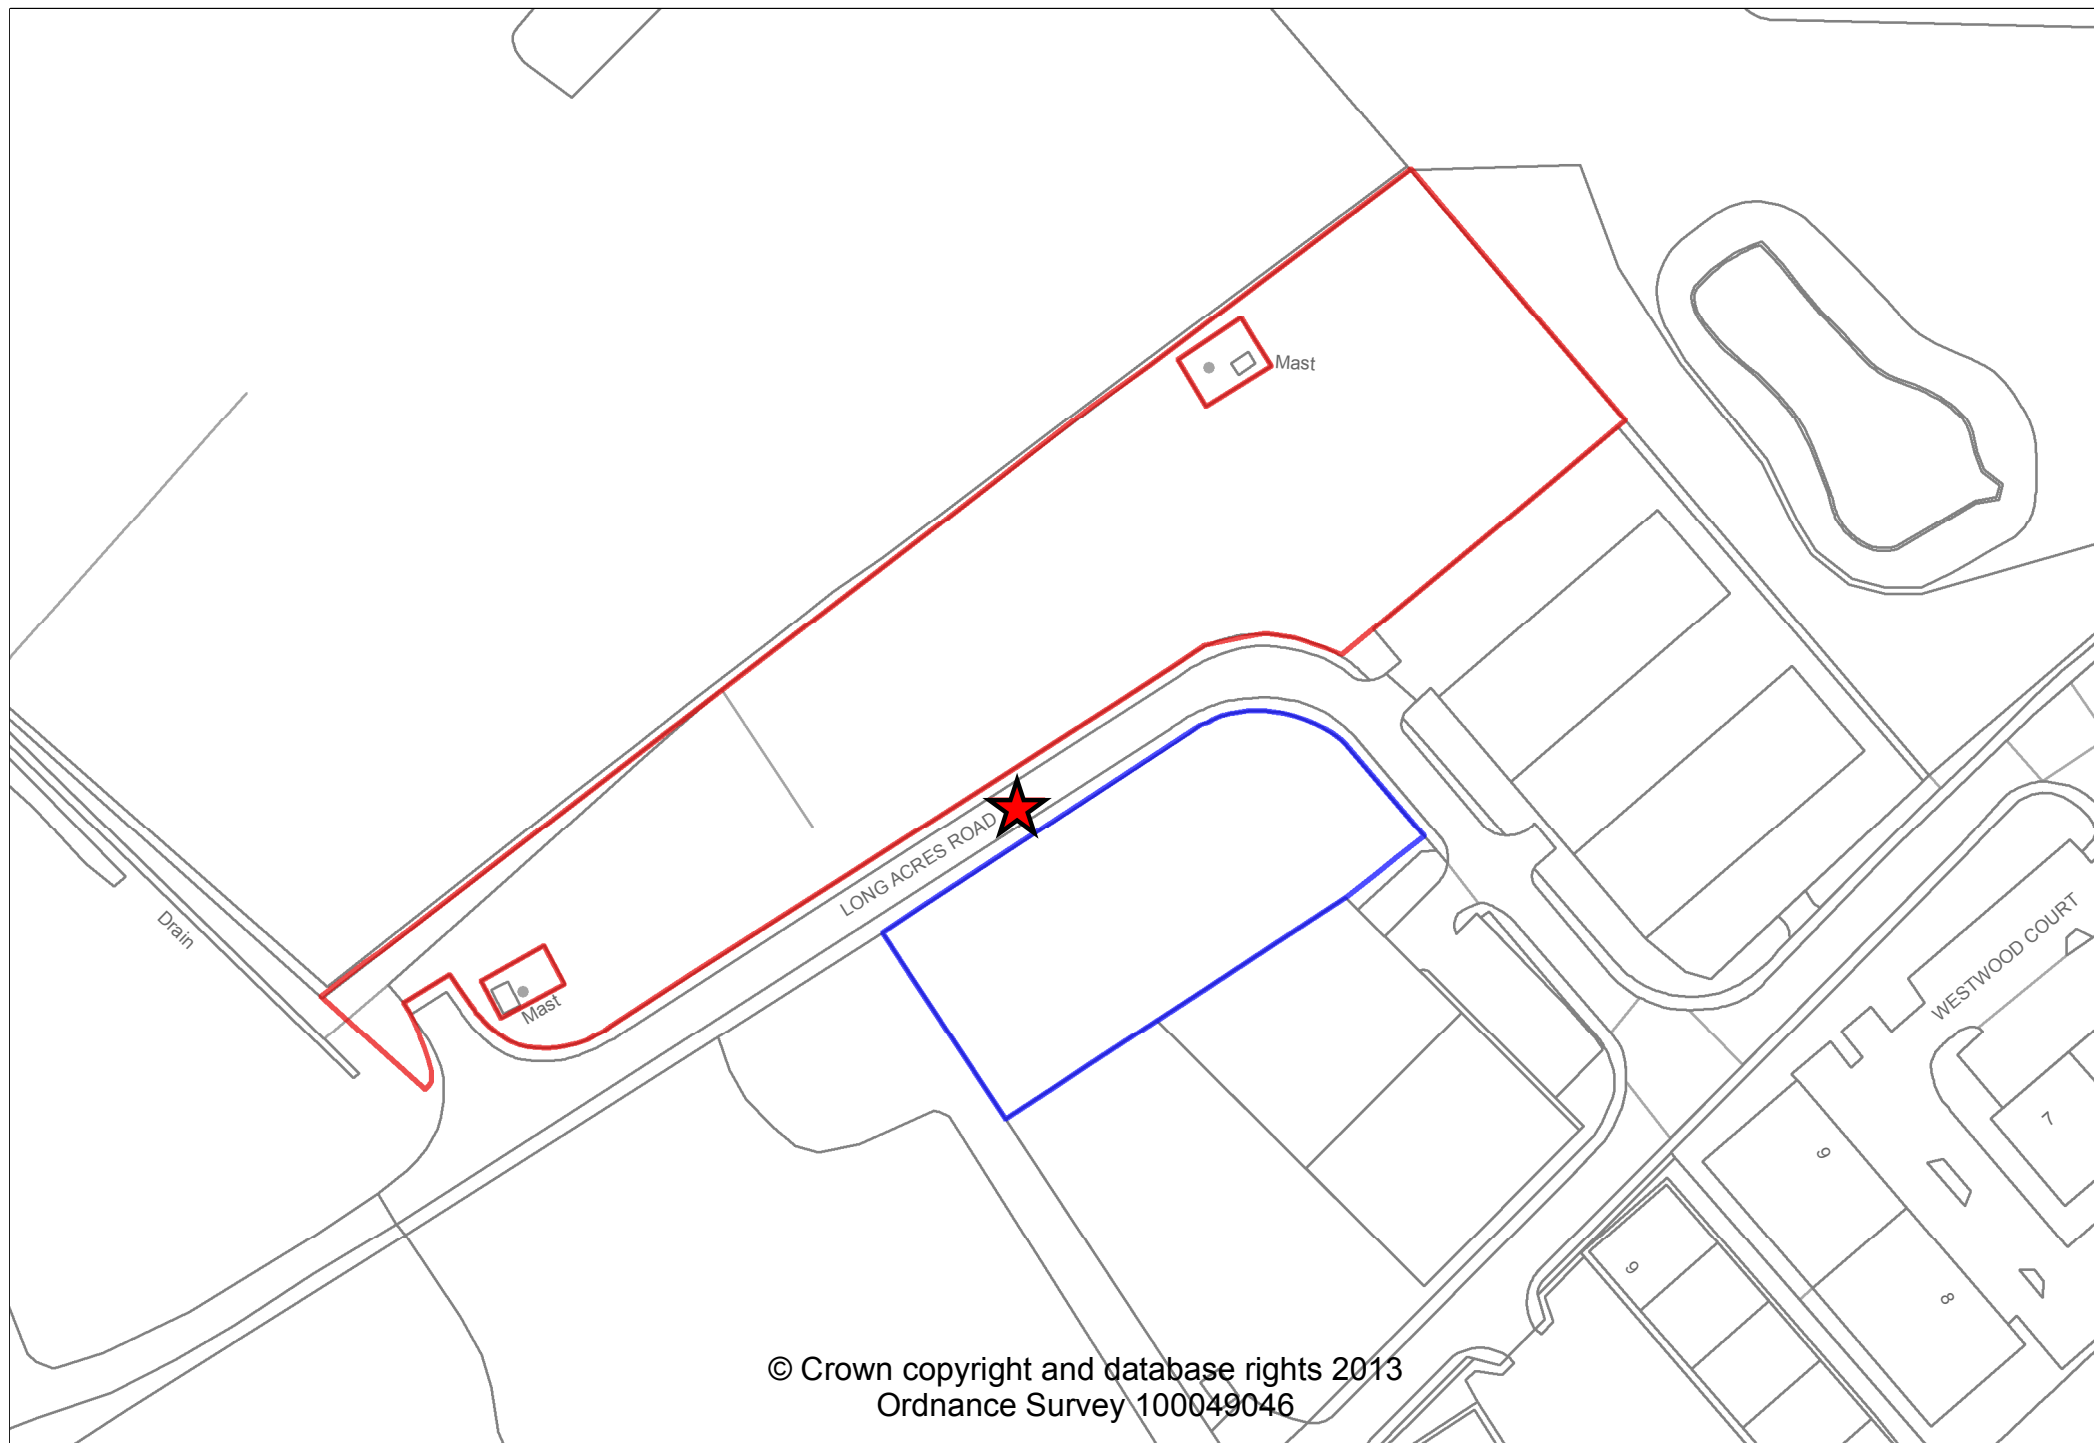 Mast
LONG ACRES ROAD
Drain
Mast
WESTWOOD COURT
7
9
9
8
© Crown copyright and database rights 2013
Ordnance Survey 100049046